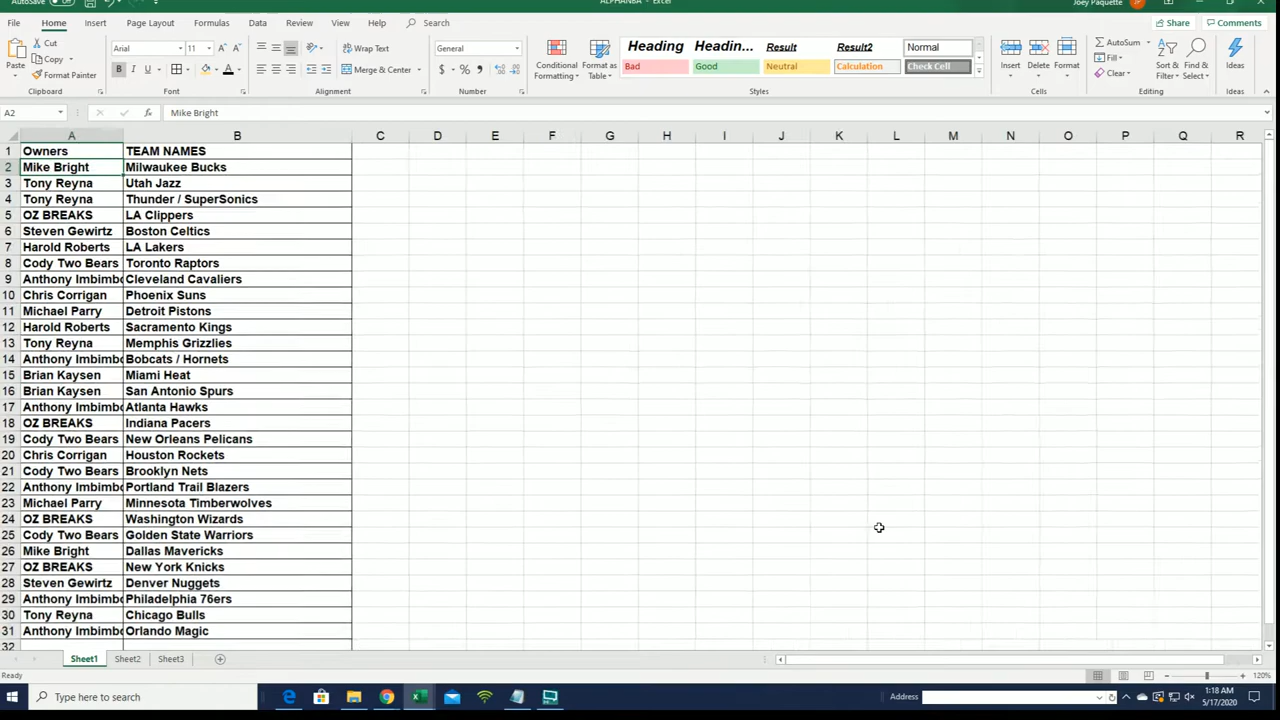 AutoSave Off ALPHANBA - Excel Joey Paquette JP
File Home Insert Page Layout Formulas Data Review View Help Search Share Comments
Paste Cut Copy Format Painter Clipboard
Arial 11 Font
Wrap Text Merge & Center Alignment
General Number
Conditional Formatting Format as Table
Heading Headin... Result Result2 Normal
Bad Good Neutral Calculation Check Cell Styles
Insert Delete Format Cells
AutoSum Fill Clear Sort & Filter Find & Select Editing
Ideas Ideas
A2 fx Mike Bright
A B C D E F G H I J K L M N O P Q R
1 Owners TEAM NAMES
2 Mike Bright Milwaukee Bucks
3 Tony Reyna Utah Jazz
4 Tony Reyna Thunder / SuperSonics
5 OZ BREAKS LA Clippers
6 Steven Gewirtz Boston Celtics
7 Harold Roberts LA Lakers
8 Cody Two Bears Toronto Raptors
9 Anthony Imbimbo Cleveland Cavaliers
10 Chris Corrigan Phoenix Suns
11 Michael Parry Detroit Pistons
12 Harold Roberts Sacramento Kings
13 Tony Reyna Memphis Grizzlies
14 Anthony Imbimbo Bobcats / Hornets
15 Brian Kaysen Miami Heat
16 Brian Kaysen San Antonio Spurs
17 Anthony Imbimbo Atlanta Hawks
18 OZ BREAKS Indiana Pacers
19 Cody Two Bears New Orleans Pelicans
20 Chris Corrigan Houston Rockets
21 Cody Two Bears Brooklyn Nets
22 Anthony Imbimbo Portland Trail Blazers
23 Michael Parry Minnesota Timberwolves
24 OZ BREAKS Washington Wizards
25 Cody Two Bears Golden State Warriors
26 Mike Bright Dallas Mavericks
27 OZ BREAKS New York Knicks
28 Steven Gewirtz Denver Nuggets
29 Anthony Imbimbo Philadelphia 76ers
30 Tony Reyna Chicago Bulls
31 Anthony Imbimbo Orlando Magic
32
Sheet1 Sheet2 Sheet3
Ready 120%
Type here to search Address 1:18 AM
5/17/2020